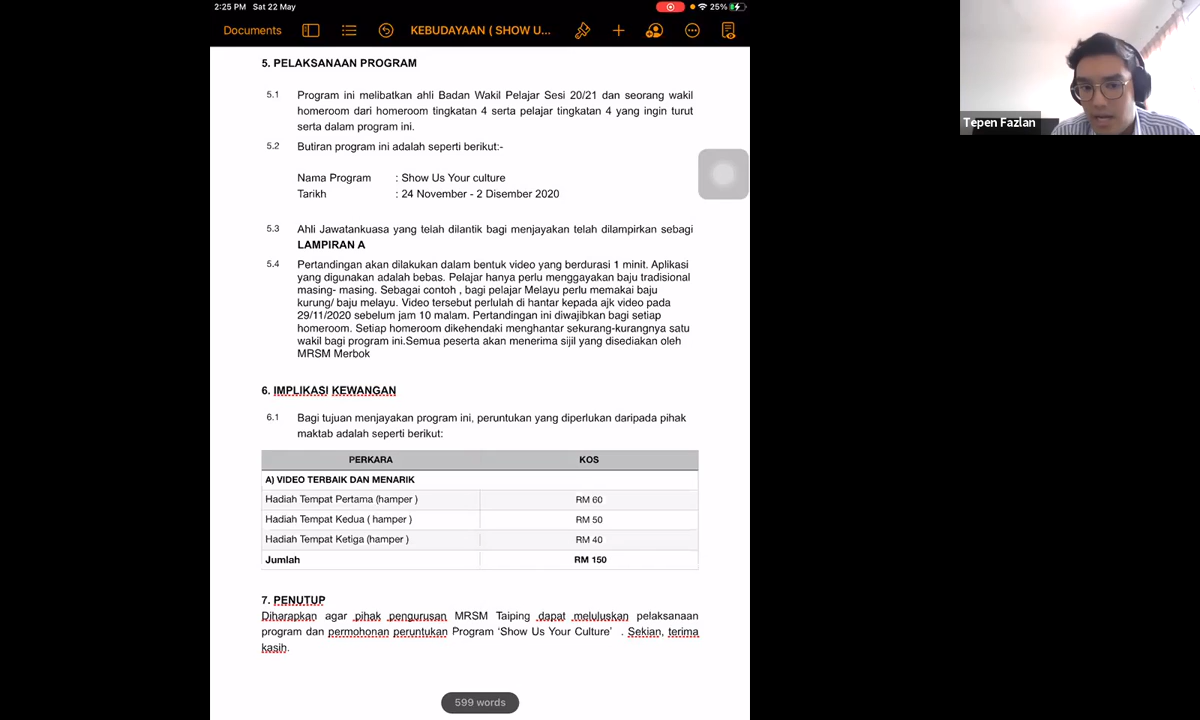 2:25 PM Sat 22 May
25%
Documents
KEBUDAYAAN ( SHOW U...
5. PELAKSANAAN PROGRAM
5.1 Program ini melibatkan ahli Badan Wakil Pelajar Sesi 20/21 dan seorang wakil
homeroom dari homeroom tingkatan 4 serta pelajar tingkatan 4 yang ingin turut
serta dalam program ini.
5.2 Butiran program ini adalah seperti berikut:-
Nama Program : Show Us Your culture
Tarikh : 24 November - 2 Disember 2020
5.3 Ahli Jawatankuasa yang telah dilantik bagi menjayakan telah dilampirkan sebagi
LAMPIRAN A
5.4 Pertandingan akan dilakukan dalam bentuk video yang berdurasi 1 minit. Aplikasi
yang digunakan adalah bebas. Pelajar hanya perlu menggayakan baju tradisional
masing- masing. Sebagai contoh , bagi pelajar Melayu perlu memakai baju
kurung/ baju melayu. Video tersebut perlulah di hantar kepada ajk video pada
29/11/2020 sebelum jam 10 malam. Pertandingan ini diwajibkan bagi setiap
homeroom. Setiap homeroom dikehendaki menghantar sekurang-kurangnya satu
wakil bagi program ini.Semua peserta akan menerima sijil yang disediakan oleh
MRSM Merbok
6. IMPLIKASI KEWANGAN
6.1 Bagi tujuan menjayakan program ini, peruntukan yang diperlukan daripada pihak
maktab adalah seperti berikut:
PERKARA KOS
A) VIDEO TERBAIK DAN MENARIK
Hadiah Tempat Pertama (hamper ) RM 60
Hadiah Tempat Kedua ( hamper ) RM 50
Hadiah Tempat Ketiga (hamper ) RM 40
Jumlah RM 150
7. PENUTUP
Diharapkan agar pihak pengurusan MRSM Taiping dapat meluluskan pelaksanaan
program dan permohonan peruntukan Program ‘Show Us Your Culture’ . Sekian, terima
kasih.
599 words
Tepen Fazlan